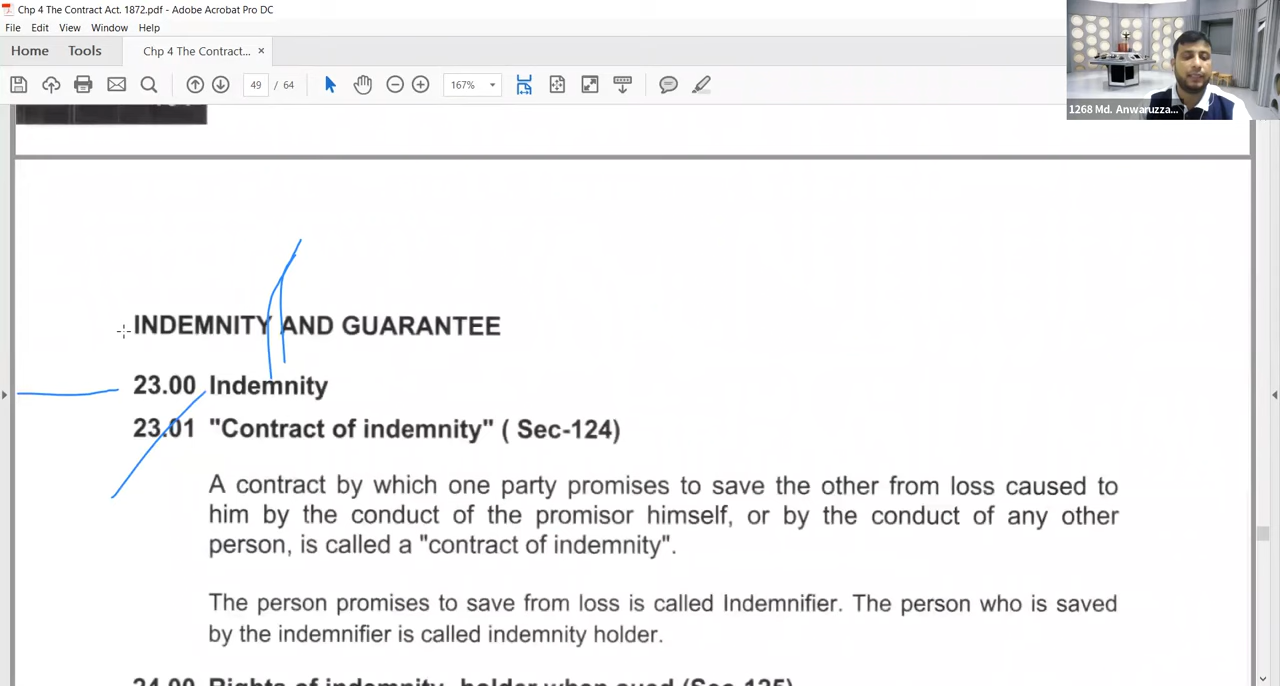 Chp 4 The Contract Act. 1872.pdf - Adobe Acrobat Pro DC
File Edit View Window Help
Home Tools Chp 4 The Contract... ×
49 / 64 167%
1268 Md. Anwaruzza...
INDEMNITY AND GUARANTEE
23.00 Indemnity
23.01 "Contract of indemnity" ( Sec-124)
A contract by which one party promises to save the other from loss caused to
him by the conduct of the promisor himself, or by the conduct of any other
person, is called a "contract of indemnity".
The person promises to save from loss is called Indemnifier. The person who is saved
by the indemnifier is called indemnity holder.
24.00 Rights of indemnity- holder when sued (Sec-125)